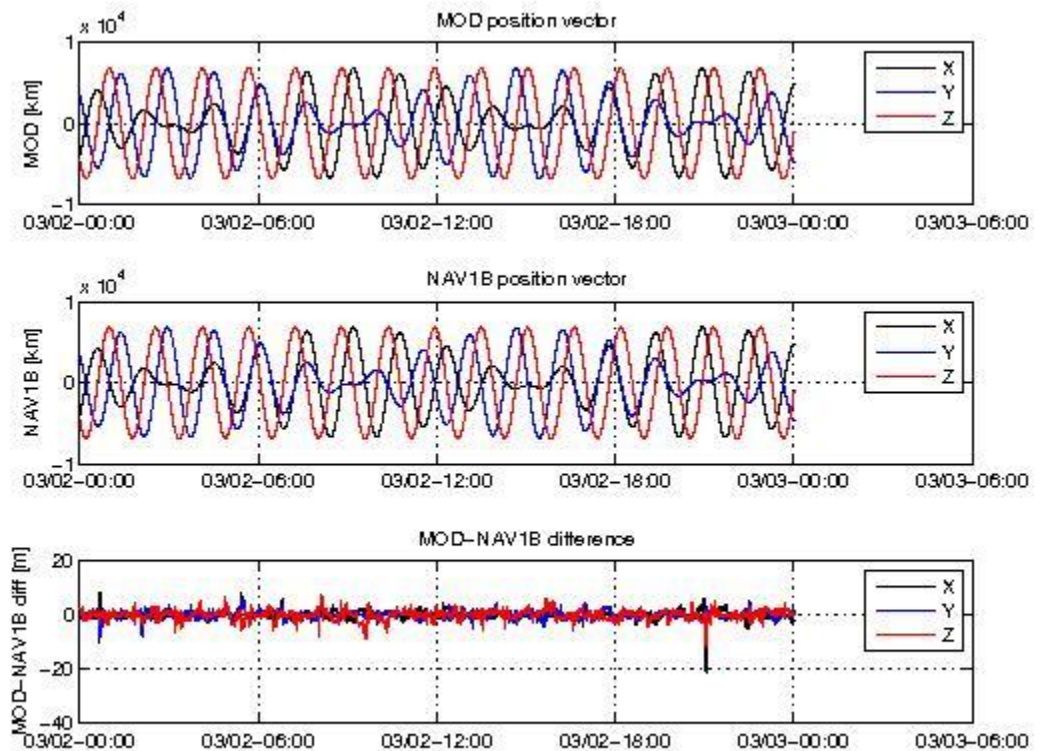 MOD position vector
x 10^4
1
0
−1
MOD [km]
X
Y
Z
03/02−00:00 03/02−06:00 03/02−12:00 03/02−18:00 03/03−00:00 03/03−06:00
NAV1B position vector
x 10^4
1
0
−1
NAV1B [km]
X
Y
Z
03/02−00:00 03/02−06:00 03/02−12:00 03/02−18:00 03/03−00:00 03/03−06:00
MOD−NAV1B difference
20
0
−20
−40
MOD−NAV1B diff [m]
X
Y
Z
03/02−00:00 03/02−06:00 03/02−12:00 03/02−18:00 03/03−00:00 03/03−06:00